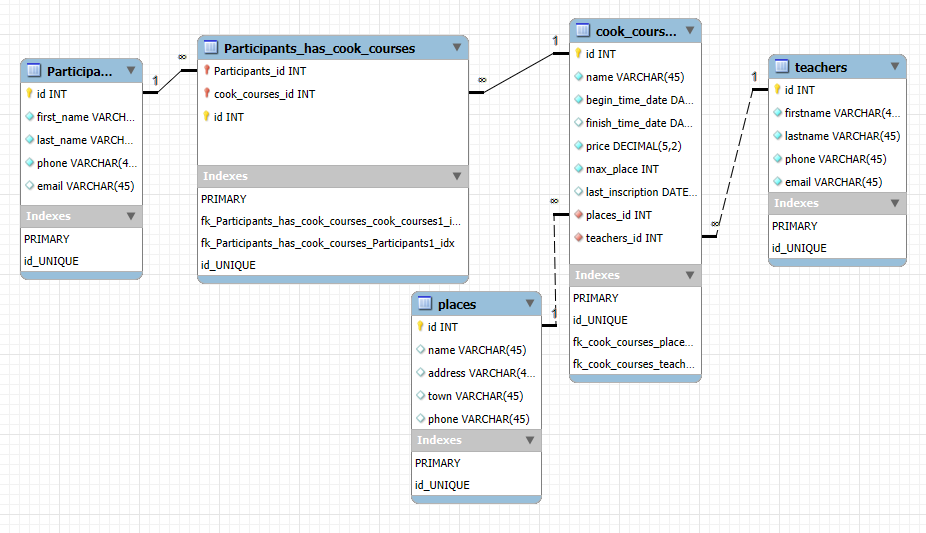 Participa...
id INT
first_name VARCH...
last_name VARCH...
phone VARCHAR(4...
email VARCHAR(45)
Indexes
PRIMARY
id_UNIQUE
1
∞
Participants_has_cook_courses
Participants_id INT
cook_courses_id INT
id INT
Indexes
PRIMARY
fk_Participants_has_cook_courses_cook_courses1_i...
fk_Participants_has_cook_courses_Participants1_idx
id_UNIQUE
∞
1
cook_cours...
id INT
name VARCHAR(45)
begin_time_date DA...
finish_time_date DA...
price DECIMAL(5,2)
max_place INT
last_inscription DATE...
places_id INT
teachers_id INT
Indexes
PRIMARY
id_UNIQUE
fk_cook_courses_place...
fk_cook_courses_teach...
∞
1
teachers
id INT
firstname VARCHAR(4...
lastname VARCHAR(45)
phone VARCHAR(45)
email VARCHAR(45)
Indexes
PRIMARY
id_UNIQUE
∞
1
places
id INT
name VARCHAR(45)
address VARCHAR(4...
town VARCHAR(45)
phone VARCHAR(45)
Indexes
PRIMARY
id_UNIQUE